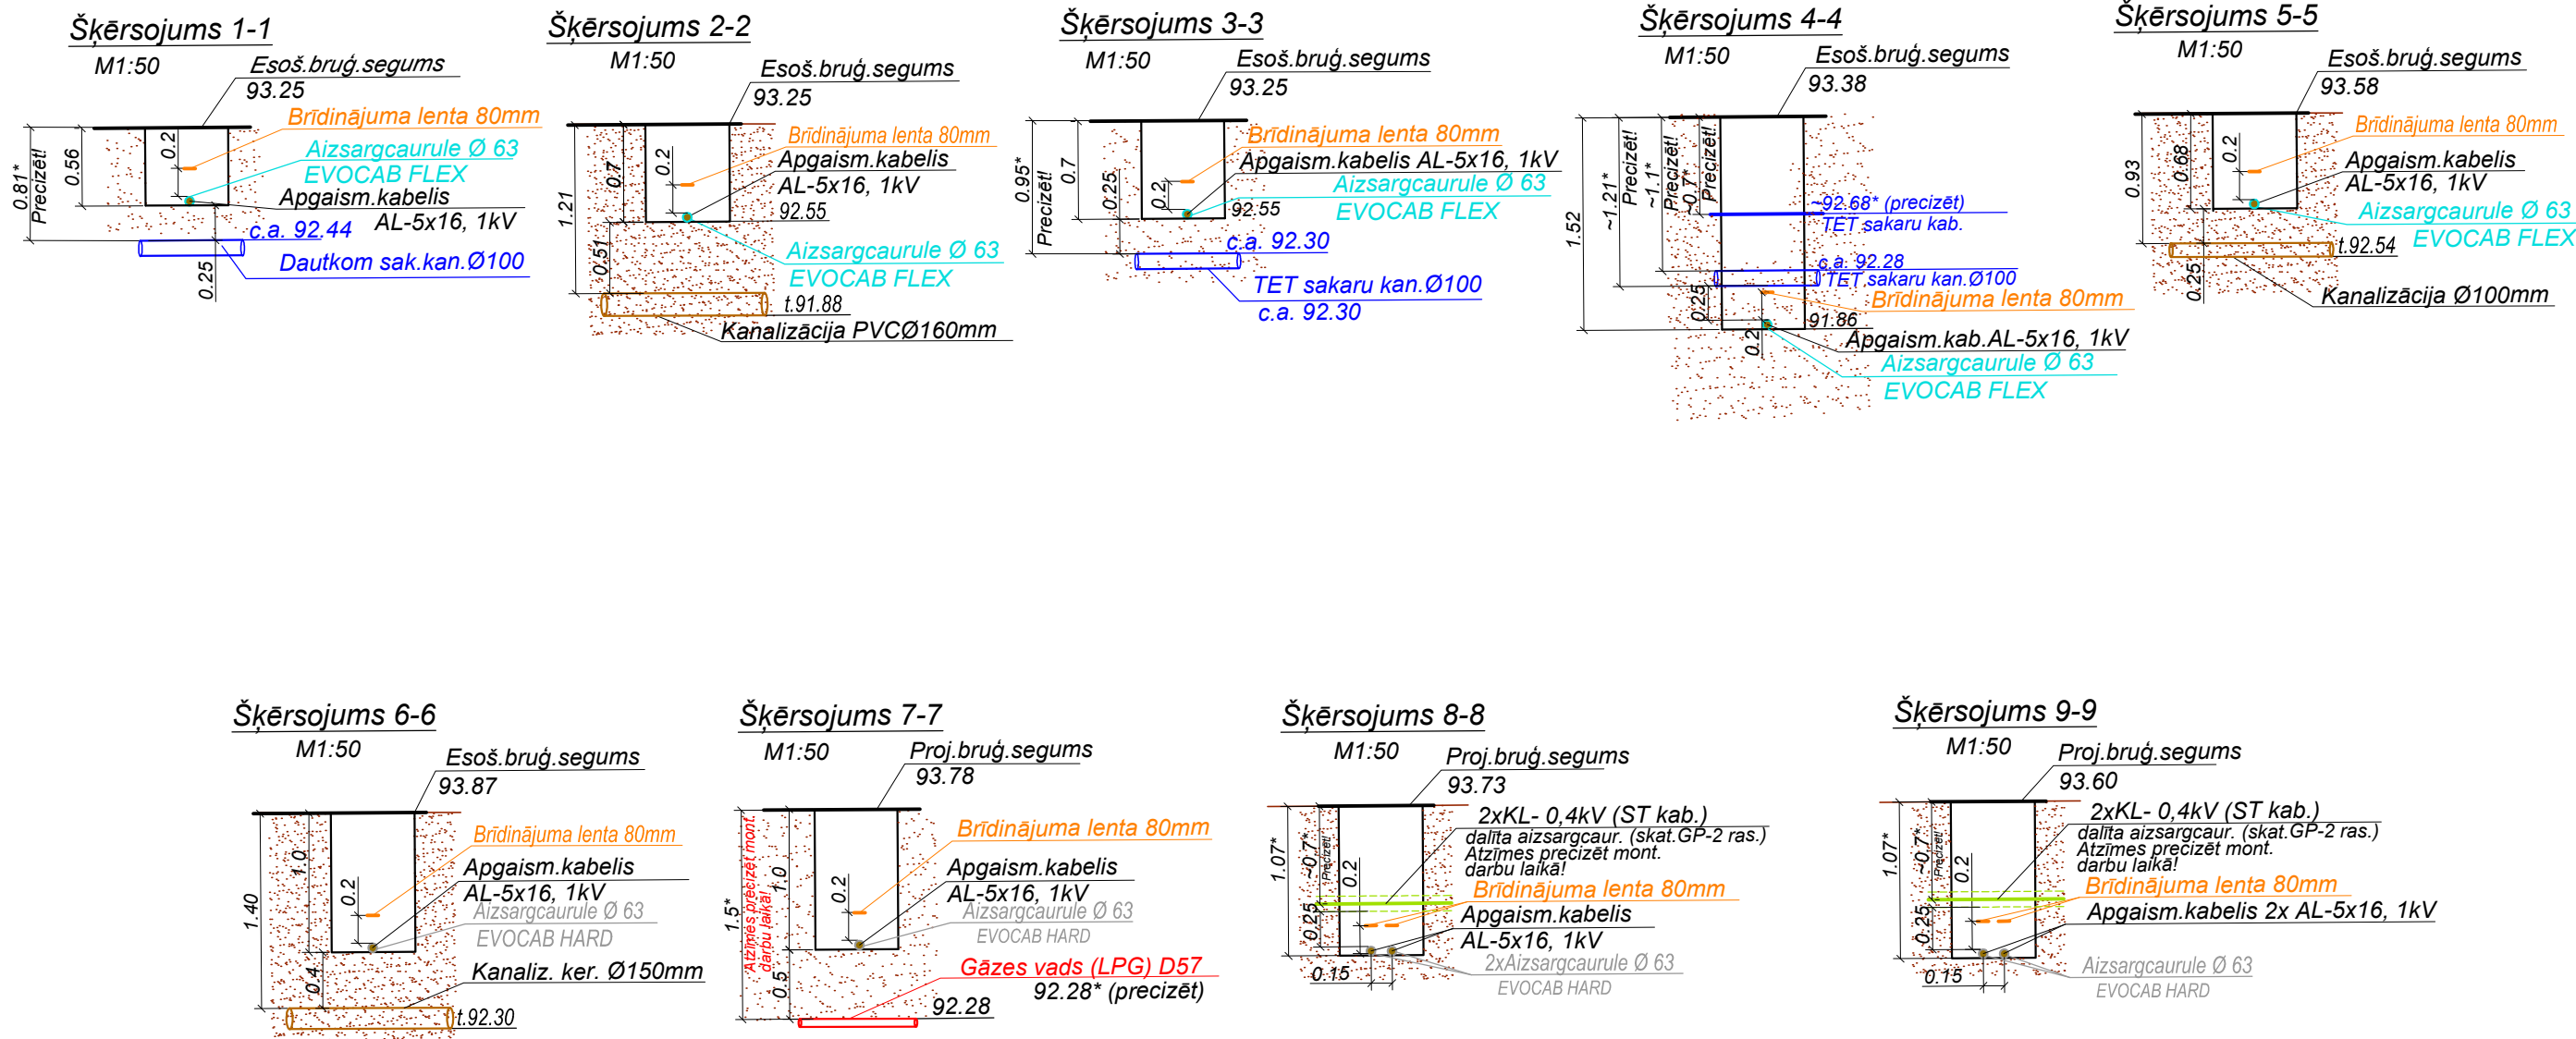 Šķērsojums 1-1
M1:50
Esoš.bruģ.segums
93.25
Brīdinājuma lenta 80mm
Aizsargcaurule Ø 63
EVOCAB FLEX
Apgaism.kabelis
AL-5x16, 1kV
c.a. 92.44
Dautkom sak.kan.Ø100
0.81*
Precizēt!
0.56
0.2
0.25
Šķērsojums 2-2
M1:50
Esoš.bruģ.segums
93.25
Brīdinājuma lenta 80mm
Apgaism.kabelis
AL-5x16, 1kV
92.55
Aizsargcaurule Ø 63
EVOCAB FLEX
t.91.88
Kanalizācija PVCØ160mm
1.21
0.7
0.2
0.51
Šķērsojums 3-3
M1:50
Esoš.bruģ.segums
93.25
Brīdinājuma lenta 80mm
Apgaism.kabelis AL-5x16, 1kV
Aizsargcaurule Ø 63
92.55
EVOCAB FLEX
c.a. 92.30
TET sakaru kan.Ø100
c.a. 92.30
0.95*
Precizēt!
0.7
0.25
0.2
Šķērsojums 4-4
M1:50
Esoš.bruģ.segums
93.38
~92.68* (precizēt)
TET sakaru kab.
c.a. 92.28
TET sakaru kan.Ø100
Brīdinājuma lenta 80mm
91.86
Apgaism.kab.AL-5x16, 1kV
Aizsargcaurule Ø 63
EVOCAB FLEX
1.52
~1.21*
Precizēt!
~1.1*
Precizēt!
~0.7*
Precizēt!
0.25
0.2
Šķērsojums 5-5
M1:50
Esoš.bruģ.segums
93.58
Brīdinājuma lenta 80mm
Apgaism.kabelis
AL-5x16, 1kV
Aizsargcaurule Ø 63
EVOCAB FLEX
t.92.54
Kanalizācija Ø100mm
0.93
0.68
0.2
0.25
Šķērsojums 6-6
M1:50
Esoš.bruģ.segums
93.87
Brīdinājuma lenta 80mm
Apgaism.kabelis
AL-5x16, 1kV
Aizsargcaurule Ø 63
EVOCAB HARD
Kanaliz. ker. Ø150mm
t.92.30
1.40
1.0
0.2
0.4
Šķērsojums 7-7
M1:50
Proj.bruģ.segums
93.78
Brīdinājuma lenta 80mm
Apgaism.kabelis
AL-5x16, 1kV
Aizsargcaurule Ø 63
EVOCAB HARD
Gāzes vads (LPG) D57
92.28* (precizēt)
92.28
1.5*
Atzīmes precizēt mont.
darbu laikā!
1.0
0.2
0.5
Šķērsojums 8-8
M1:50
Proj.bruģ.segums
93.73
2xKL- 0,4kV (ST kab.)
dalīta aizsargcaur. (skat.GP-2 ras.)
Atzīmes precizēt mont.
darbu laikā!
Brīdinājuma lenta 80mm
Apgaism.kabelis
AL-5x16, 1kV
2xAizsargcaurule Ø 63
EVOCAB HARD
1.07*
~0.7*
Precizēt!
0.2
0.25
0.15
Šķērsojums 9-9
M1:50
Proj.bruģ.segums
93.60
2xKL- 0,4kV (ST kab.)
dalīta aizsargcaur. (skat.GP-2 ras.)
Atzīmes precizēt mont.
darbu laikā!
Brīdinājuma lenta 80mm
Apgaism.kabelis 2x AL-5x16, 1kV
Aizsargcaurule Ø 63
EVOCAB HARD
1.07*
~0.7*
Precizēt!
0.2
0.25
0.15